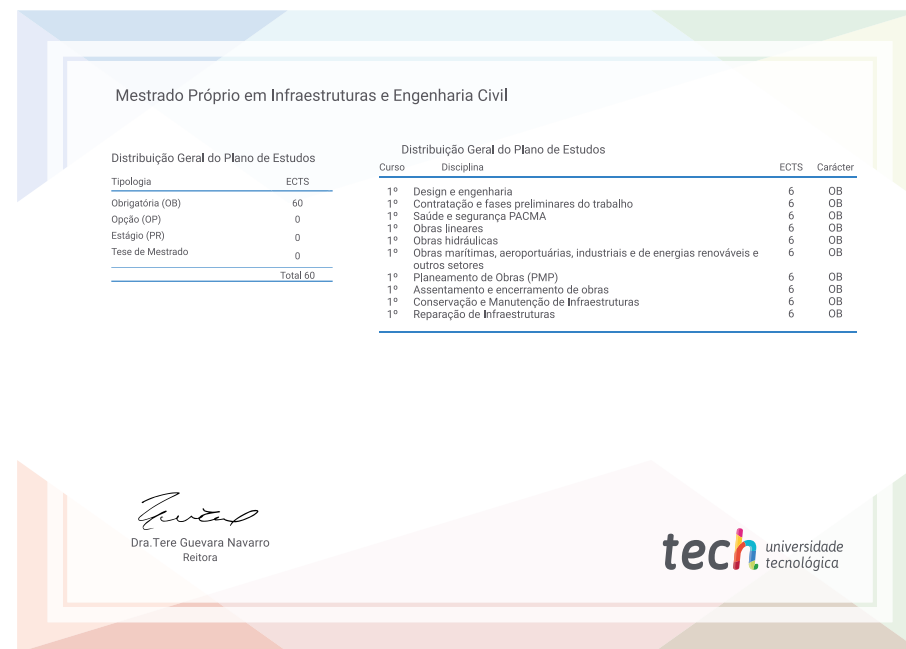 Mestrado Próprio em Infraestruturas e Engenharia Civil
Distribuição Geral do Plano de Estudos
Tipologia ECTS
Obrigatória (OB) 60
Opção (OP) 0
Estágio (PR) 0
Tese de Mestrado 0
Total 60
Distribuição Geral do Plano de Estudos
Curso Disciplina ECTS Carácter
1º Design e engenharia 6 OB
1º Contratação e fases preliminares do trabalho 6 OB
1º Saúde e segurança PACMA 6 OB
1º Obras lineares 6 OB
1º Obras hidráulicas 6 OB
1º Obras marítimas, aeroportuárias, industriais e de energias renováveis e 6 OB
outros setores
1º Planeamento de Obras (PMP) 6 OB
1º Assentamento e encerramento de obras 6 OB
1º Conservação e Manutenção de Infraestruturas 6 OB
1º Reparação de Infraestruturas 6 OB
Dra.Tere Guevara Navarro
Reitora
tech universidade
tecnológica